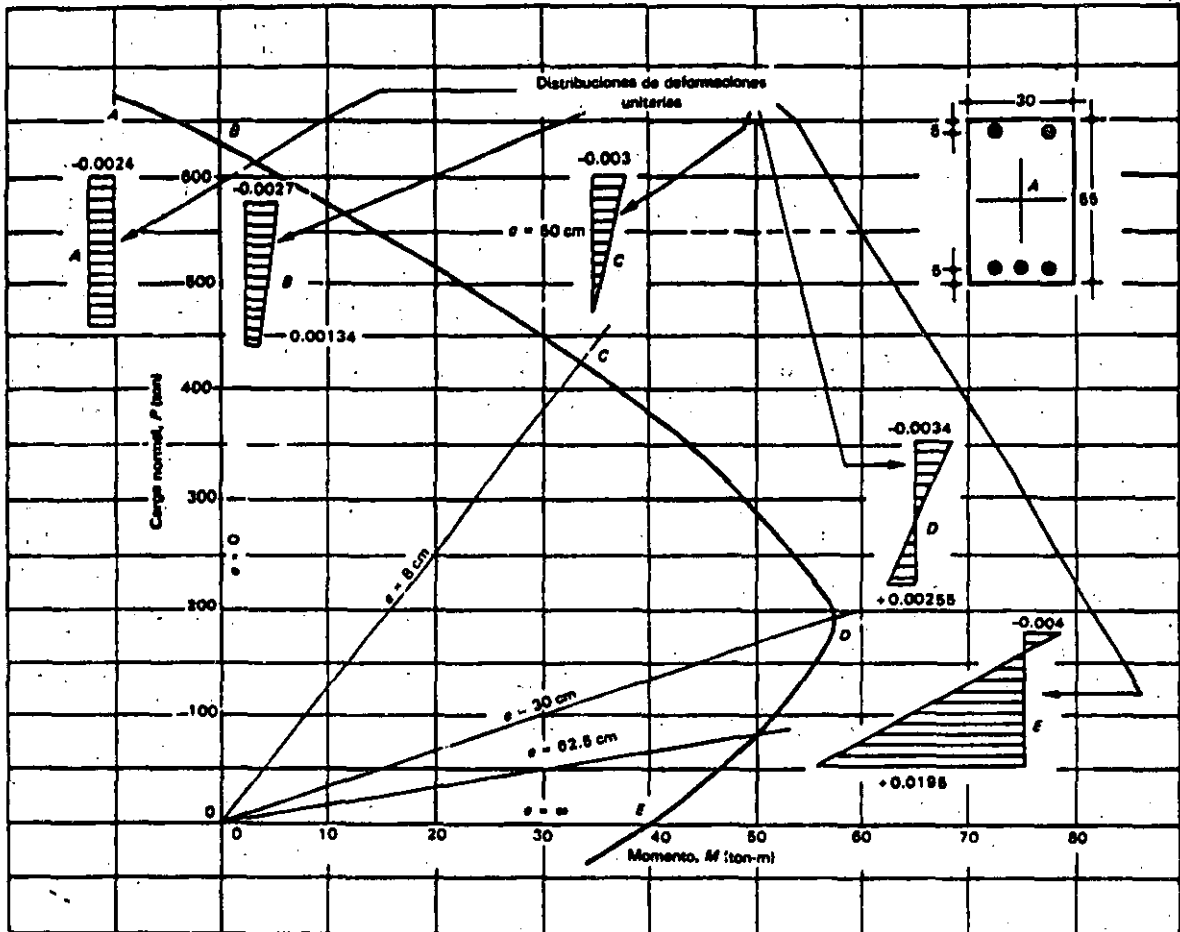 Distribuciones de deformaciones
unitarias
A
B
-0.0024
A
-0.0027
B
0.00134
-0.003
C
e = 50 cm
30
5
A
55
5
600
500
400
300
200
100
0
Carga normal, P (ton)
C
e = 0
e = 8 cm
-0.0034
D
+0.00255
D
e = 30 cm
e = 62.5 cm
e = ∞
E
-0.004
E
+0.0195
0
10
20
30
40
50
60
70
80
Momento, M (ton-m)